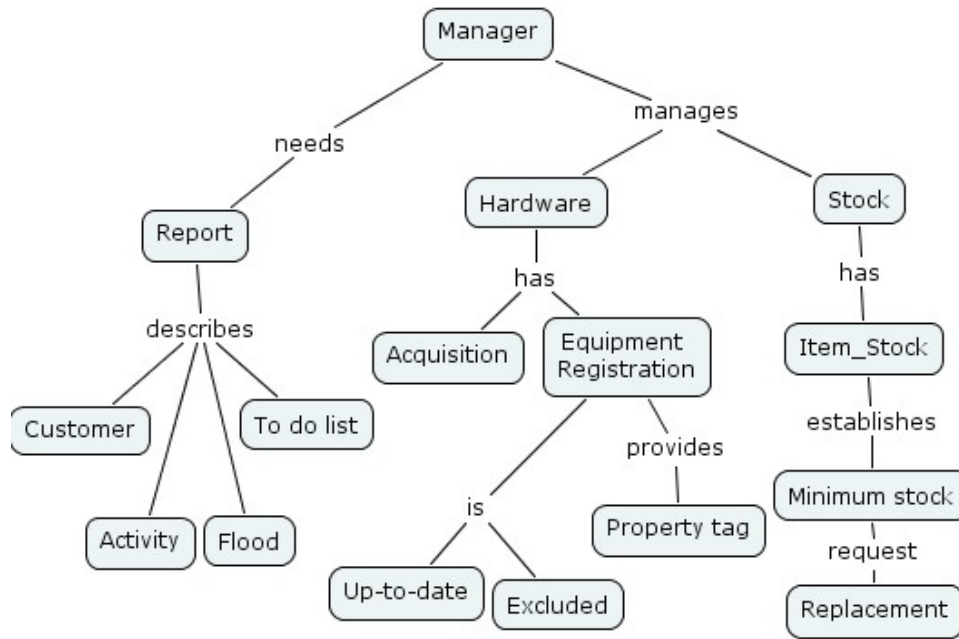 Manager
needs
manages
Report
Hardware
Stock
describes
has
has
Customer
To do list
Acquisition
Equipment
Registration
Item_Stock
Activity
Flood
is
provides
establishes
Up-to-date
Excluded
Property tag
Minimum stock
request
Replacement